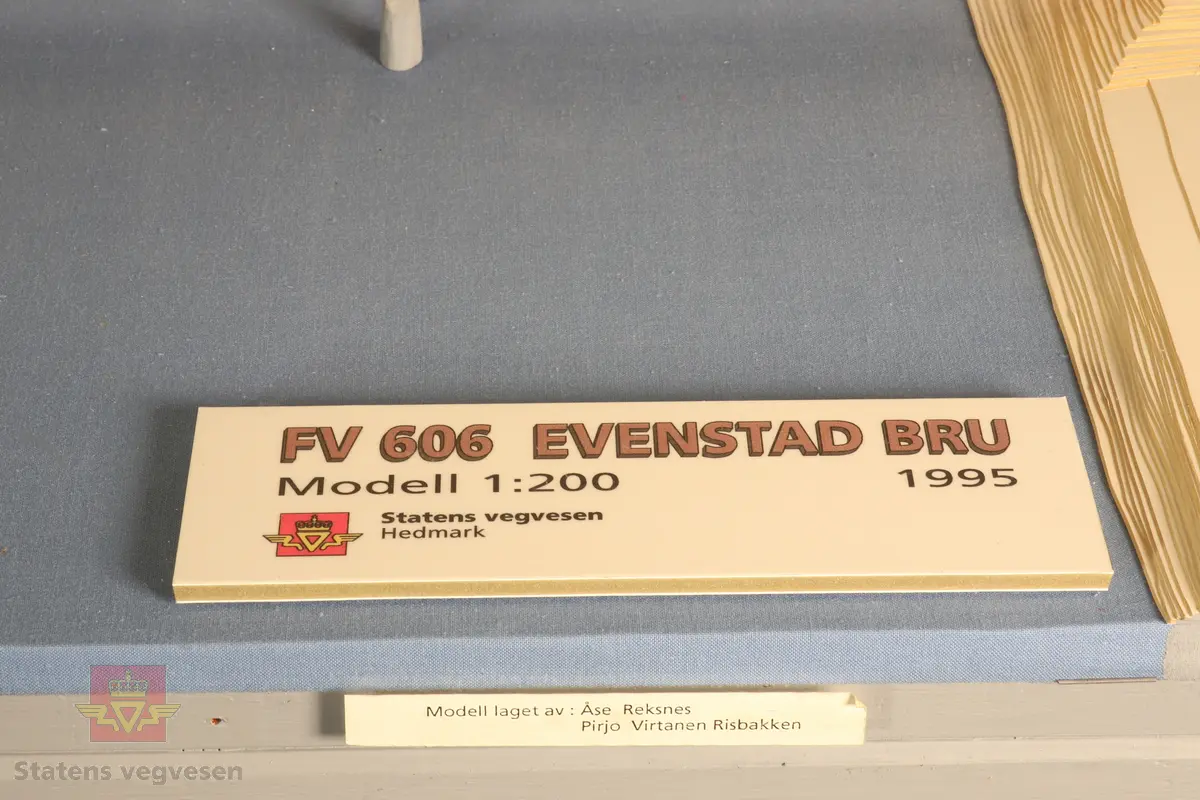 FV 606 EVENSTAD BRU
Modell 1:200 1995
Statens vegvesen
Hedmark
Modell laget av : Åse Reksnes
Pirjo Virtanen Risbakken
Statens vegvesen